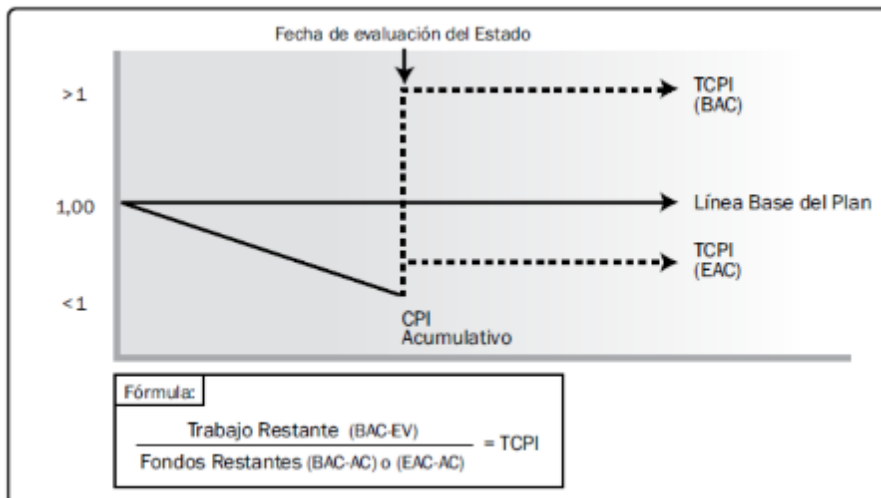 Fecha de evaluación del Estado
>1
TCPI
(BAC)
1,00
Línea Base del Plan
TCPI
(EAC)
<1
CPI
Acumulativo
Fórmula:
Trabajo Restante (BAC-EV)
Fondos Restantes (BAC-AC) o (EAC-AC)
= TCPI